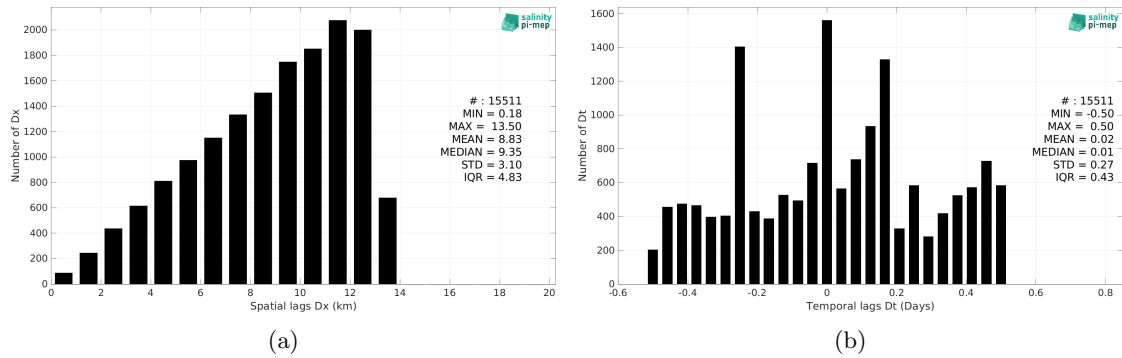 2000
1800
1600
1400
1200
1000
800
600
400
200
0
Number of Dx
salinity
pi-mep
# : 15511
MIN = 0.18
MAX = 13.50
MEAN = 8.83
MEDIAN = 9.35
STD = 3.10
IQR = 4.83
0 2 4 6 8 10 12 14 16 18 20
Spatial lags Dx (km)
(a)
1600
1400
1200
1000
800
600
400
200
0
Number of Dt
salinity
pi-mep
# : 15511
MIN = -0.50
MAX = 0.50
MEAN = 0.02
MEDIAN = 0.01
STD = 0.27
IQR = 0.43
-0.6 -0.4 -0.2 0 0.2 0.4 0.6 0.8
Temporal lags Dt (Days)
(b)